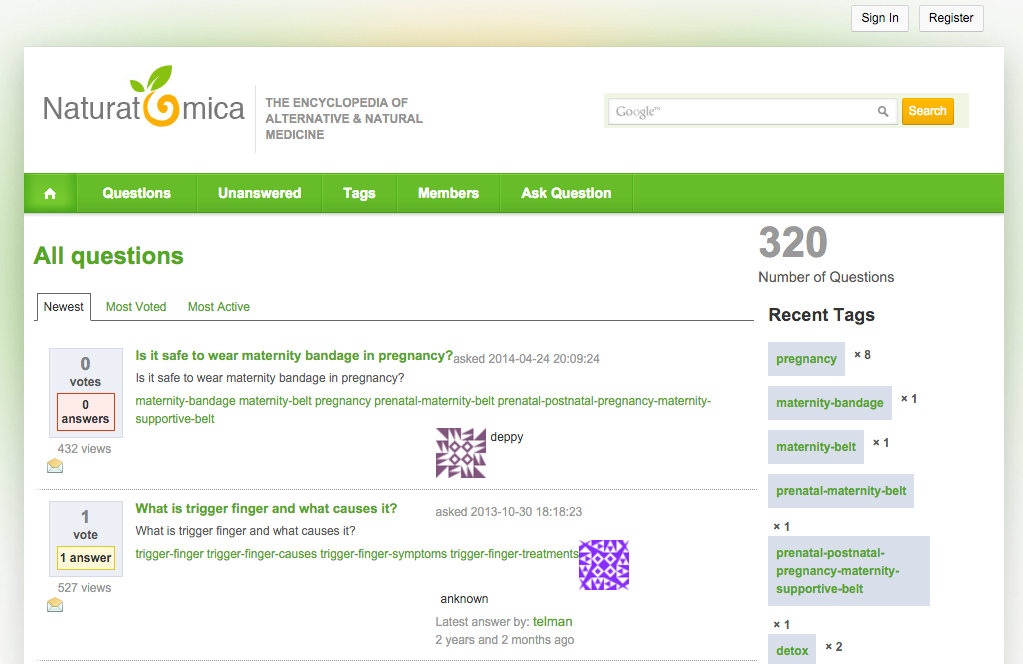 Sign In
Register
Naturat mica
THE ENCYCLOPEDIA OF
ALTERNATIVE & NATURAL
MEDICINE
Google™
Search
Questions
Unanswered
Tags
Members
Ask Question
All questions
Newest
Most Voted
Most Active
0
votes
0
answers
432 views
Is it safe to wear maternity bandage in pregnancy?
asked 2014-04-24 20:09:24
Is it safe to wear maternity bandage in pregnancy?
maternity-bandage maternity-belt pregnancy prenatal-maternity-belt prenatal-postnatal-pregnancy-maternity-
supportive-belt
deppy
1
vote
1 answer
527 views
What is trigger finger and what causes it?
asked 2013-10-30 18:18:23
What is trigger finger and what causes it?
trigger-finger trigger-finger-causes trigger-finger-symptoms trigger-finger-treatments
anknown
Latest answer by: telman
2 years and 2 months ago
320
Number of Questions
Recent Tags
pregnancy × 8
maternity-bandage × 1
maternity-belt × 1
prenatal-maternity-belt
× 1
prenatal-postnatal-
pregnancy-maternity-
supportive-belt
× 1
detox × 2